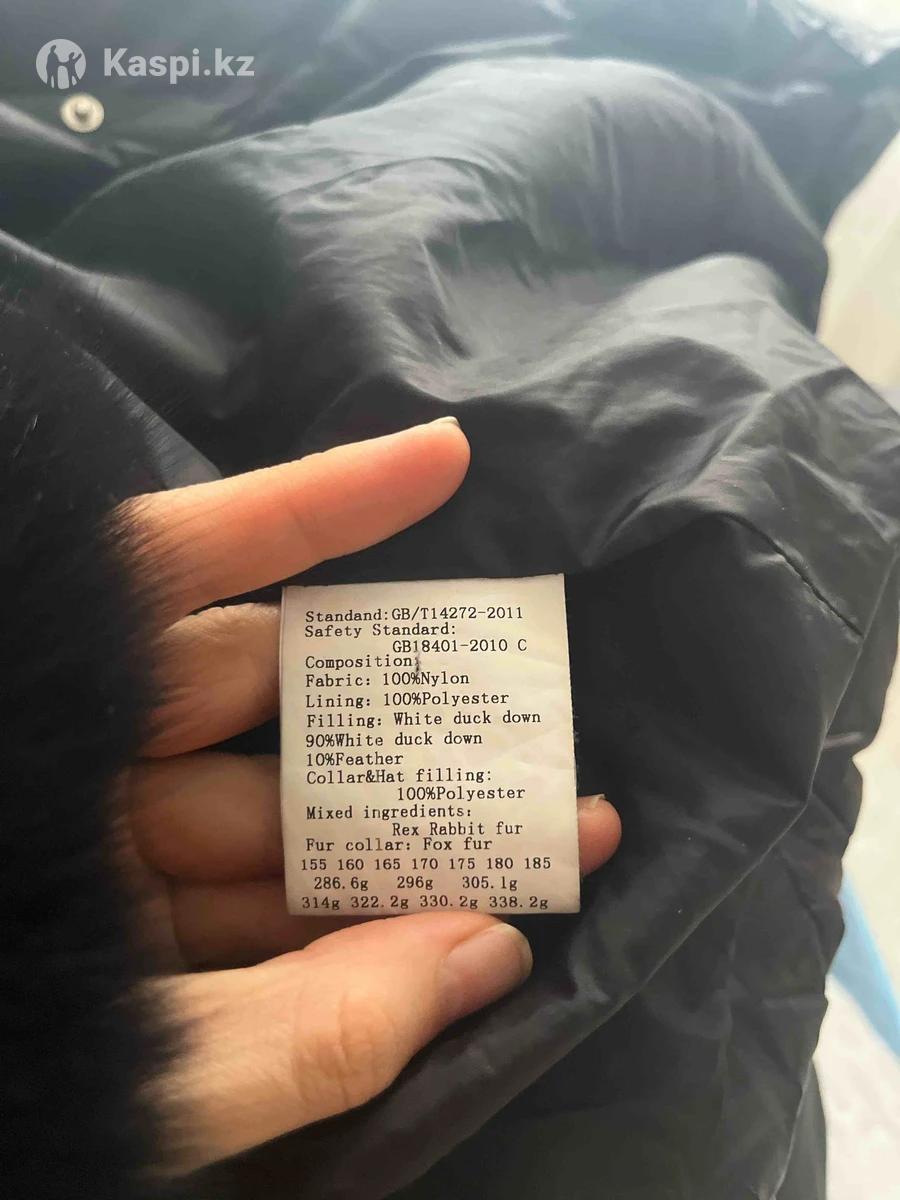 Kaspi.kz
Standand:GB/T14272-2011
Safety Standard:
GB18401-2010 C
Composition:
Fabric: 100%Nylon
Lining: 100%Polyester
Filling: White duck down
90%White duck down
10%Feather
Collar&Hat filling:
100%Polyester
Mixed ingredients:
Rex Rabbit fur
Fur collar: Fox fur
155 160 165 170 175 180 185
286.6g 296g 305.1g
314g 322.2g 330.2g 338.2g